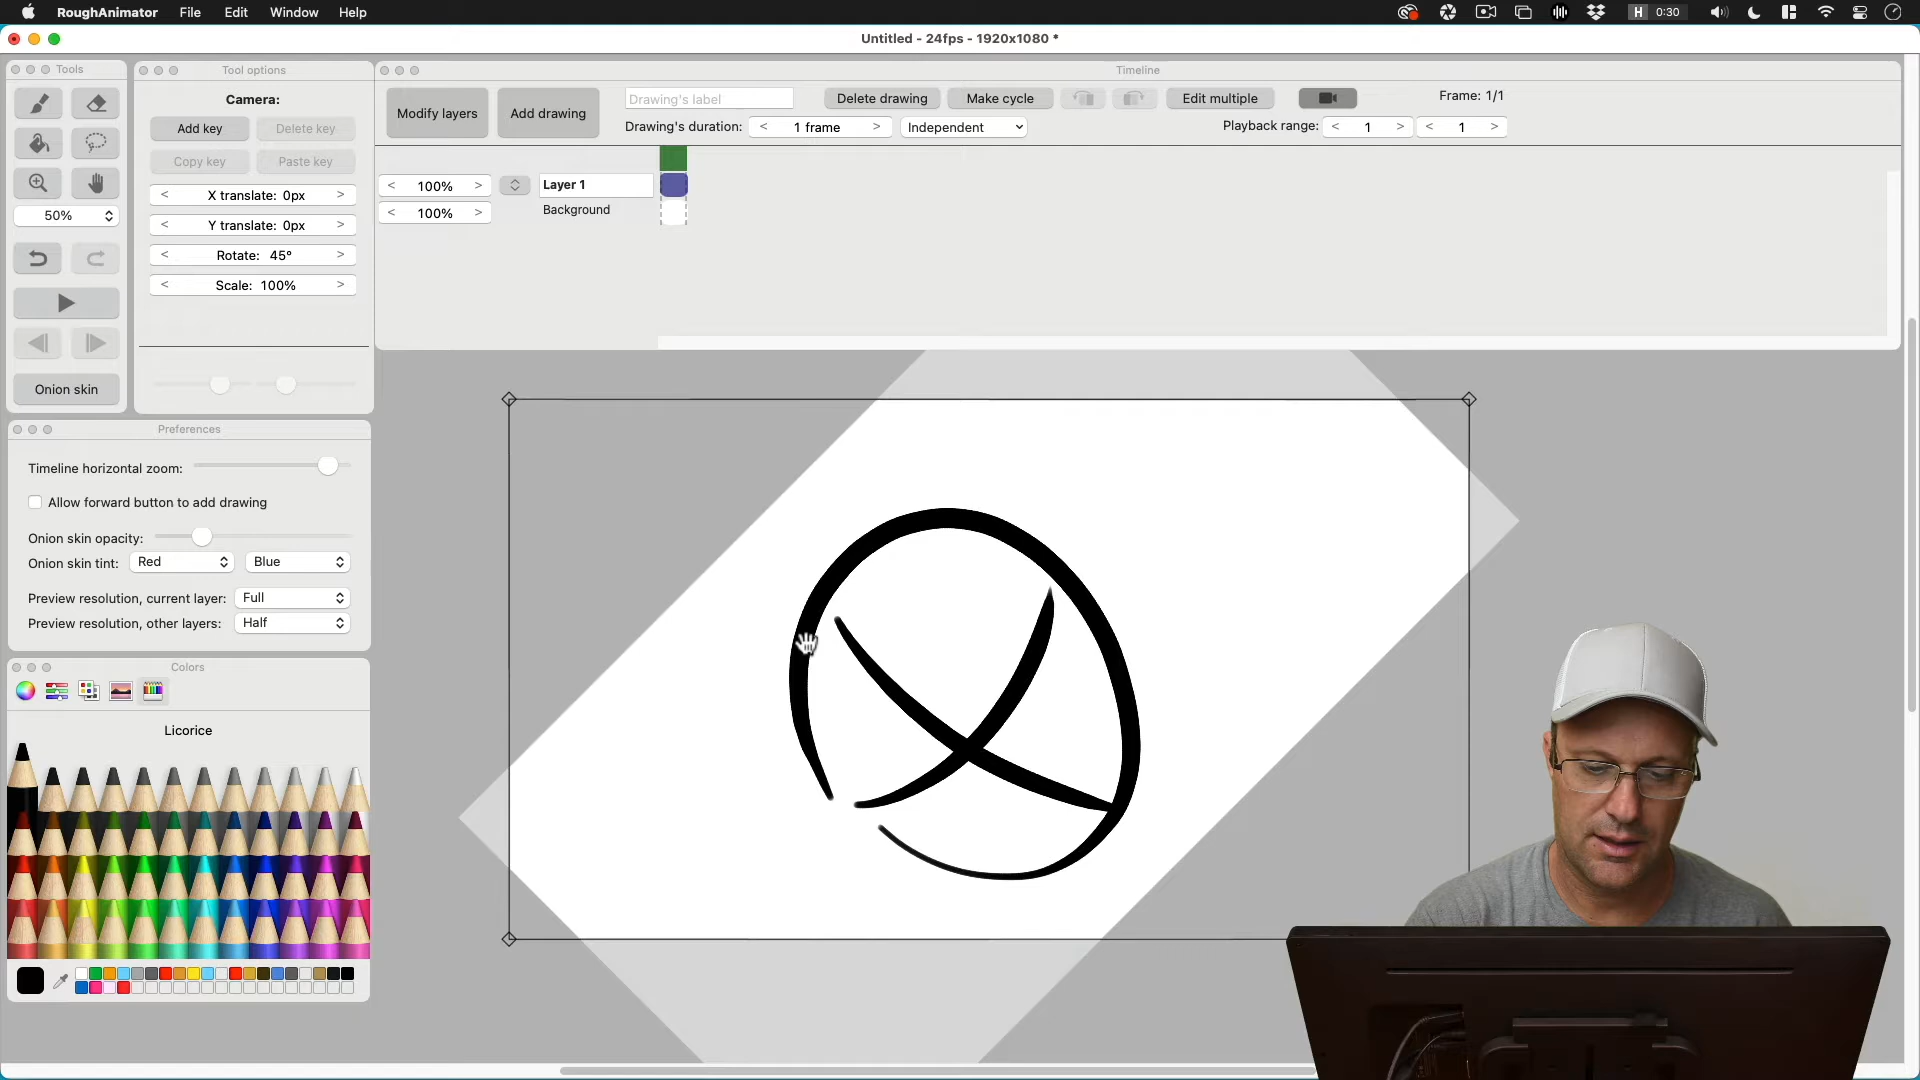 RoughAnimator File Edit Window Help
H 0:30
Untitled - 24fps - 1920x1080 *
Tools
Tool options
Timeline
Camera:
Add key
Delete key
Copy key
Paste key
< X translate: 0px >
< Y translate: 0px >
< Rotate: 45° >
< Scale: 100% >
50%
Onion skin
Modify layers
Add drawing
Drawing's label
Delete drawing
Make cycle
Edit multiple
Frame: 1/1
Drawing's duration: < 1 frame > Independent
Playback range: < 1 > < 1 >
< 100% > Layer 1
< 100% > Background
Preferences
Timeline horizontal zoom:
Allow forward button to add drawing
Onion skin opacity:
Onion skin tint: Red Blue
Preview resolution, current layer: Full
Preview resolution, other layers: Half
Colors
Licorice